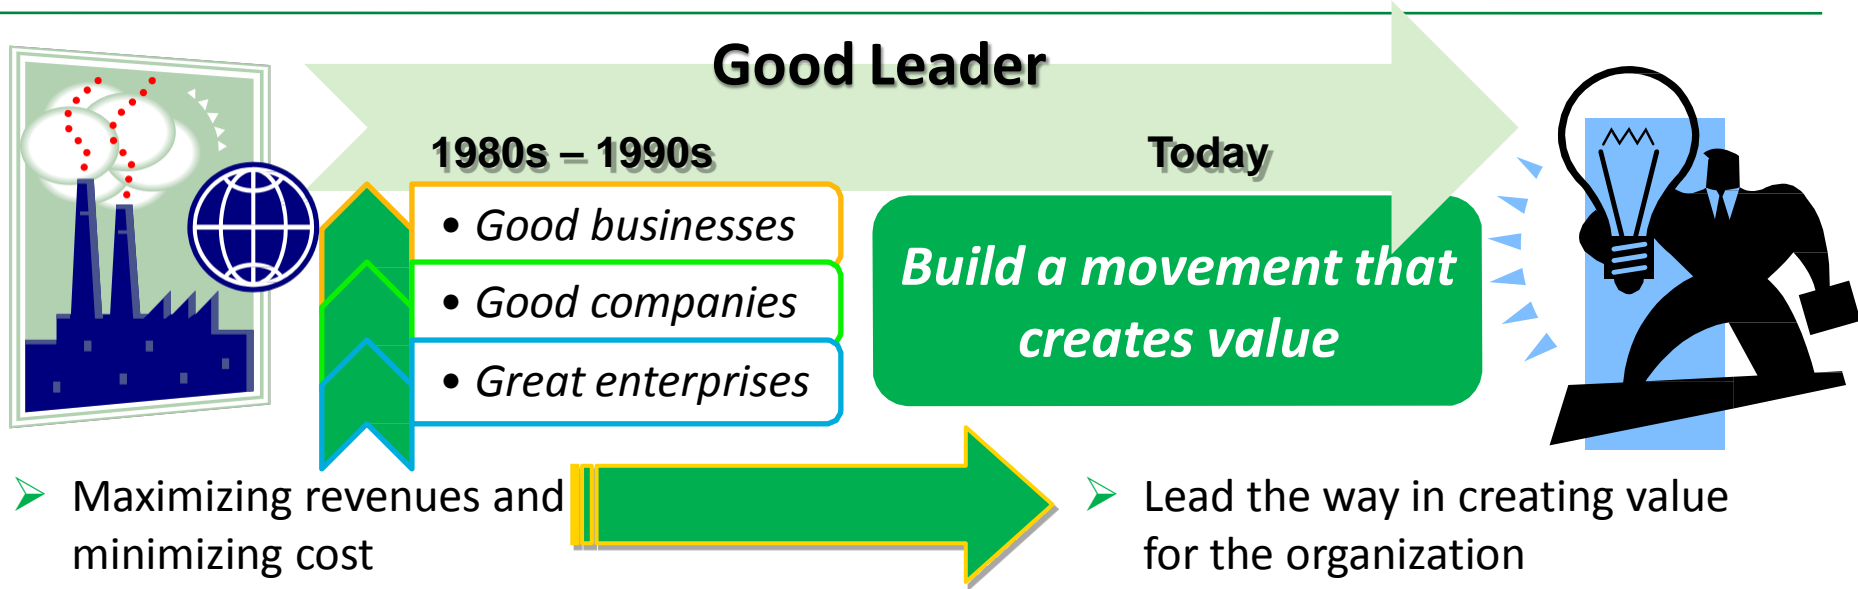 Good Leader
1980s – 1990s
Today
• Good businesses
• Good companies
• Great enterprises
Build a movement that
creates value
➢ Maximizing revenues and
minimizing cost
➢ Lead the way in creating value
for the organization